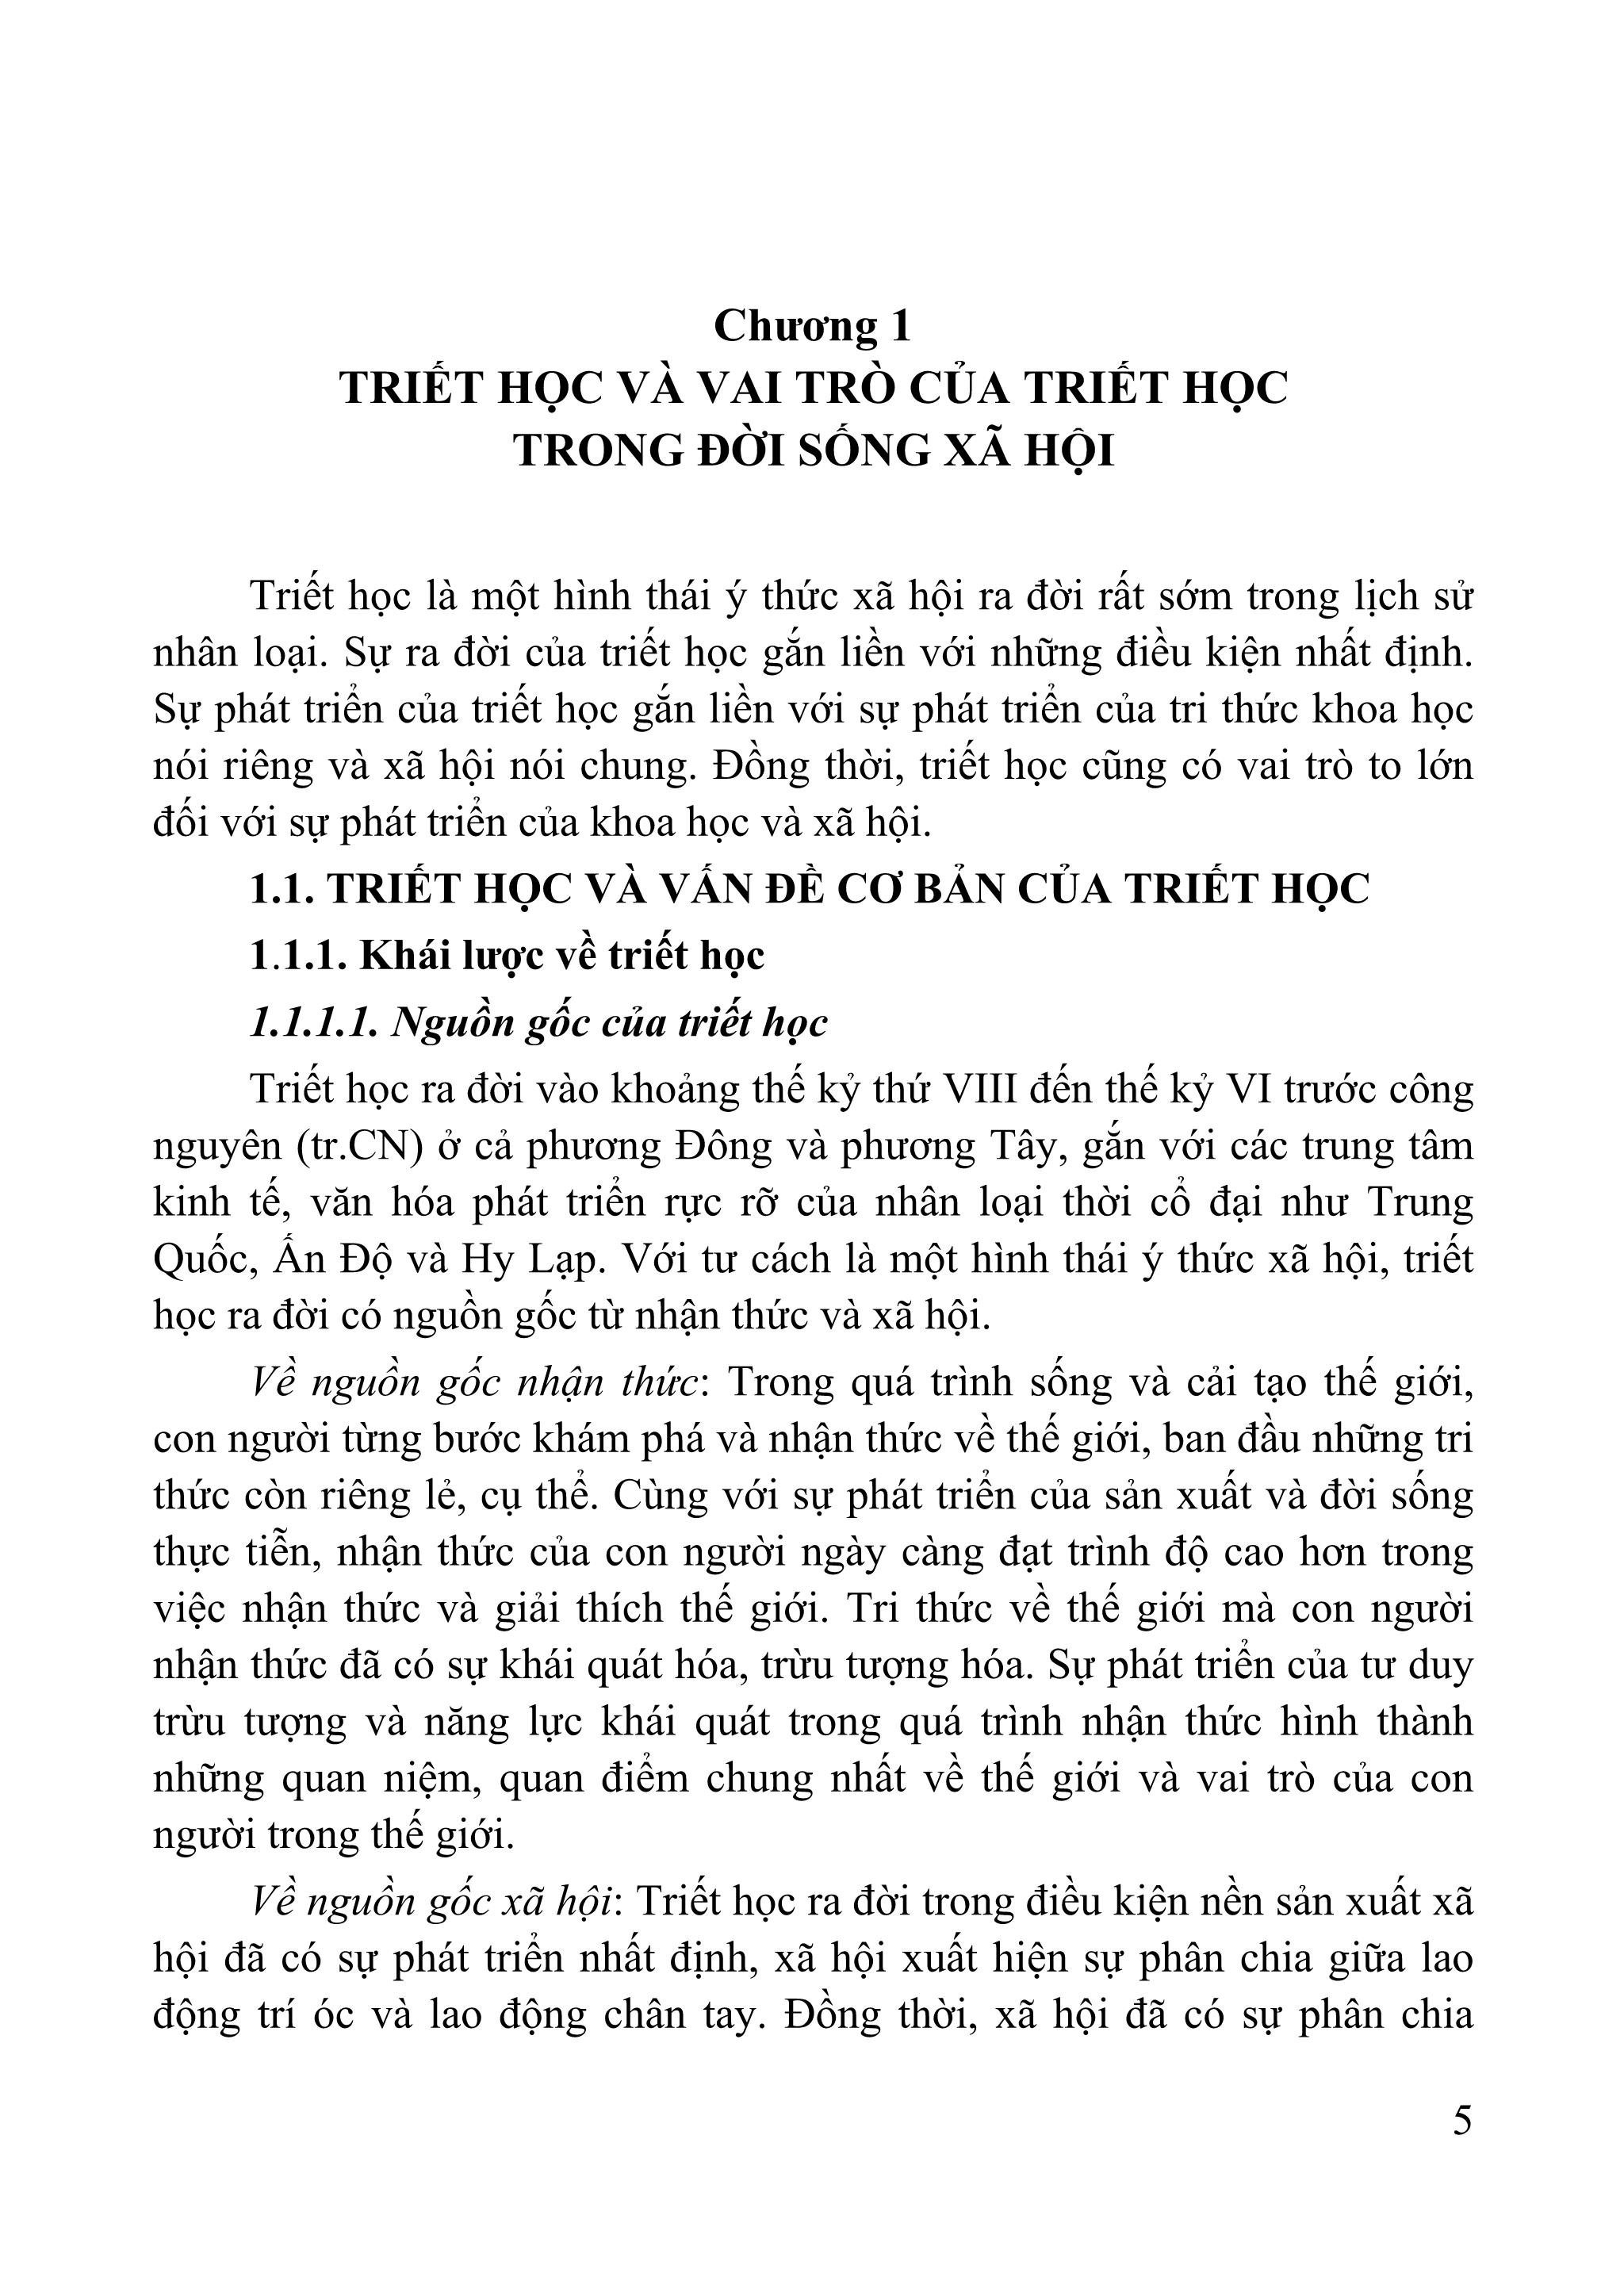 Chương 1
TRIẾT HỌC VÀ VAI TRÒ CỦA TRIẾT HỌC
TRONG ĐỜI SỐNG XÃ HỘI
Triết học là một hình thái ý thức xã hội ra đời rất sớm trong lịch sử
nhân loại. Sự ra đời của triết học gắn liền với những điều kiện nhất định.
Sự phát triển của triết học gắn liền với sự phát triển của tri thức khoa học
nói riêng và xã hội nói chung. Đồng thời, triết học cũng có vai trò to lớn
đối với sự phát triển của khoa học và xã hội.
1.1. TRIẾT HỌC VÀ VẤN ĐỀ CƠ BẢN CỦA TRIẾT HỌC
1.1.1. Khái lược về triết học
1.1.1.1. Nguồn gốc của triết học
Triết học ra đời vào khoảng thế kỷ thứ VIII đến thế kỷ VI trước công
nguyên (tr.CN) ở cả phương Đông và phương Tây, gắn với các trung tâm
kinh tế, văn hóa phát triển rực rỡ của nhân loại thời cổ đại như Trung
Quốc, Ấn Độ và Hy Lạp. Với tư cách là một hình thái ý thức xã hội, triết
học ra đời có nguồn gốc từ nhận thức và xã hội.
Về nguồn gốc nhận thức: Trong quá trình sống và cải tạo thế giới,
con người từng bước khám phá và nhận thức về thế giới, ban đầu những tri
thức còn riêng lẻ, cụ thể. Cùng với sự phát triển của sản xuất và đời sống
thực tiễn, nhận thức của con người ngày càng đạt trình độ cao hơn trong
việc nhận thức và giải thích thế giới. Tri thức về thế giới mà con người
nhận thức đã có sự khái quát hóa, trừu tượng hóa. Sự phát triển của tư duy
trừu tượng và năng lực khái quát trong quá trình nhận thức hình thành
những quan niệm, quan điểm chung nhất về thế giới và vai trò của con
người trong thế giới.
Về nguồn gốc xã hội: Triết học ra đời trong điều kiện nền sản xuất xã
hội đã có sự phát triển nhất định, xã hội xuất hiện sự phân chia giữa lao
động trí óc và lao động chân tay. Đồng thời, xã hội đã có sự phân chia
5